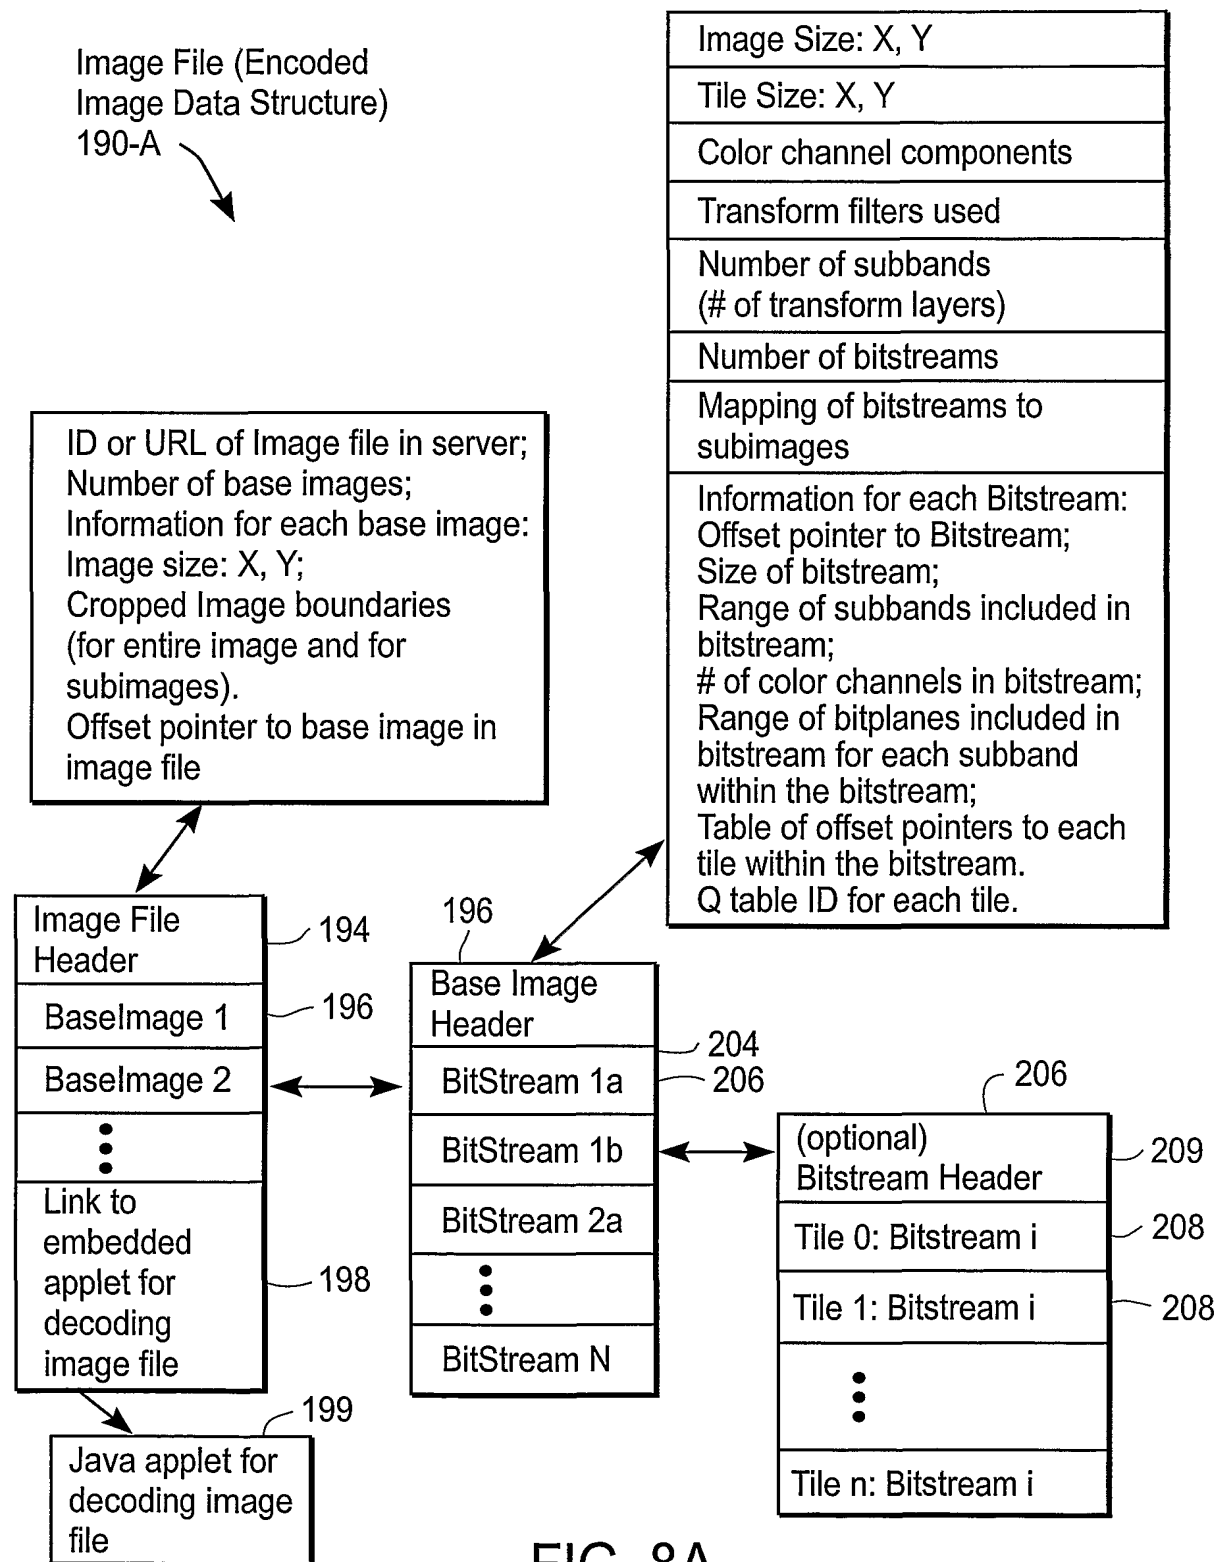 Image File (Encoded
Image Data Structure)
190-A
Image Size: X, Y
Tile Size: X, Y
Color channel components
Transform filters used
Number of subbands
(# of transform layers)
Number of bitstreams
Mapping of bitstreams to
subimages
Information for each Bitstream:
Offset pointer to Bitstream;
Size of bitstream;
Range of subbands included in
bitstream;
# of color channels in bitstream;
Range of bitplanes included in
bitstream for each subband
within the bitstream;
Table of offset pointers to each
tile within the bitstream.
Q table ID for each tile.
ID or URL of Image file in server;
Number of base images;
Information for each base image:
Image size: X, Y;
Cropped Image boundaries
(for entire image and for
subimages).
Offset pointer to base image in
image file
Image File
Header
194
BaseImage 1
196
BaseImage 2
Link to
embedded
applet for
decoding
image file
198
199
Java applet for
decoding image
file
196
Base Image
Header
204
BitStream 1a
206
BitStream 1b
BitStream 2a
BitStream N
206
(optional)
Bitstream Header
209
Tile 0: Bitstream i
208
Tile 1: Bitstream i
208
Tile n: Bitstream i
FIG. 8A